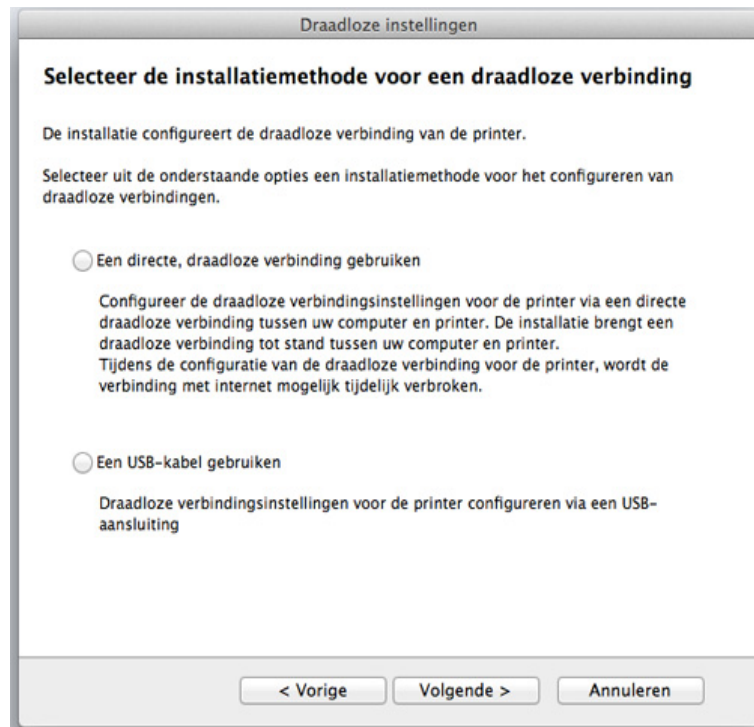 Draadloze instellingen
Selecteer de installatiemethode voor een draadloze verbinding
De installatie configureert de draadloze verbinding van de printer.
Selecteer uit de onderstaande opties een installatiemethode voor het configureren van
draadloze verbindingen.
Een directe, draadloze verbinding gebruiken
Configureer de draadloze verbindingsinstellingen voor de printer via een directe
draadloze verbinding tussen uw computer en printer. De installatie brengt een
draadloze verbinding tot stand tussen uw computer en printer.
Tijdens de configuratie van de draadloze verbinding voor de printer, wordt de
verbinding met internet mogelijk tijdelijk verbroken.
Een USB-kabel gebruiken
Draadloze verbindingsinstellingen voor de printer configureren via een USB-
aansluiting
< Vorige Volgende > Annuleren